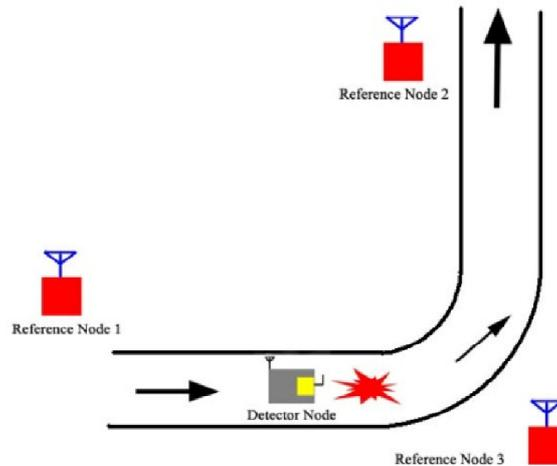 Reference Node 2
Reference Node 1
Detector Node
Reference Node 3